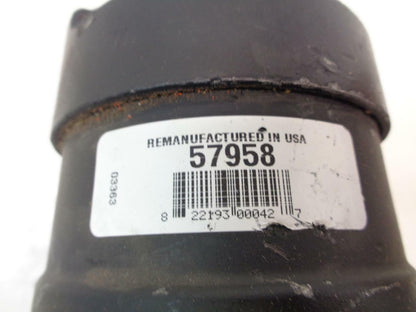 REMANUFACTURED IN USA
57958
03363
8 22193 00042 7